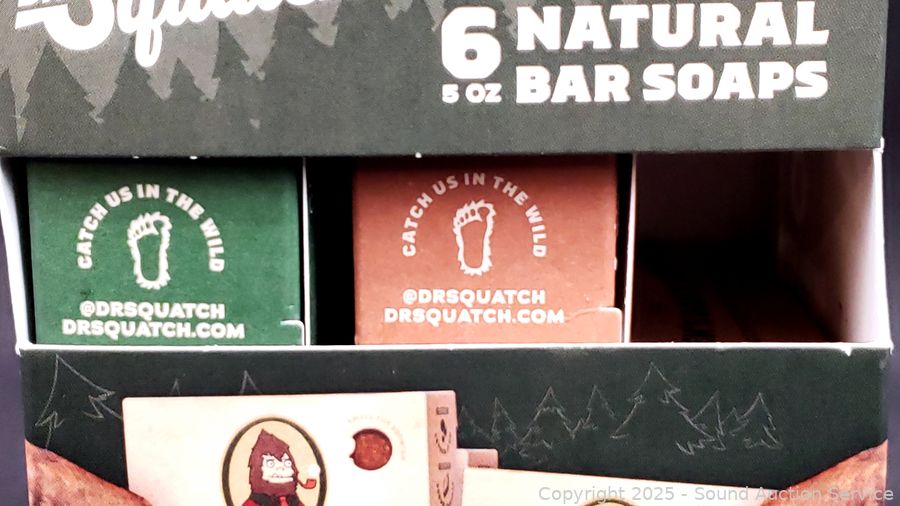 Squatch
6 NATURAL
5 OZ BAR SOAPS
CATCH US IN THE WILD
@DRSQUATCH
DRSQUATCH.COM
CATCH US IN THE WILD
@DRSQUATCH
DRSQUATCH.COM
Copyright 2025 - Sound Auction Service